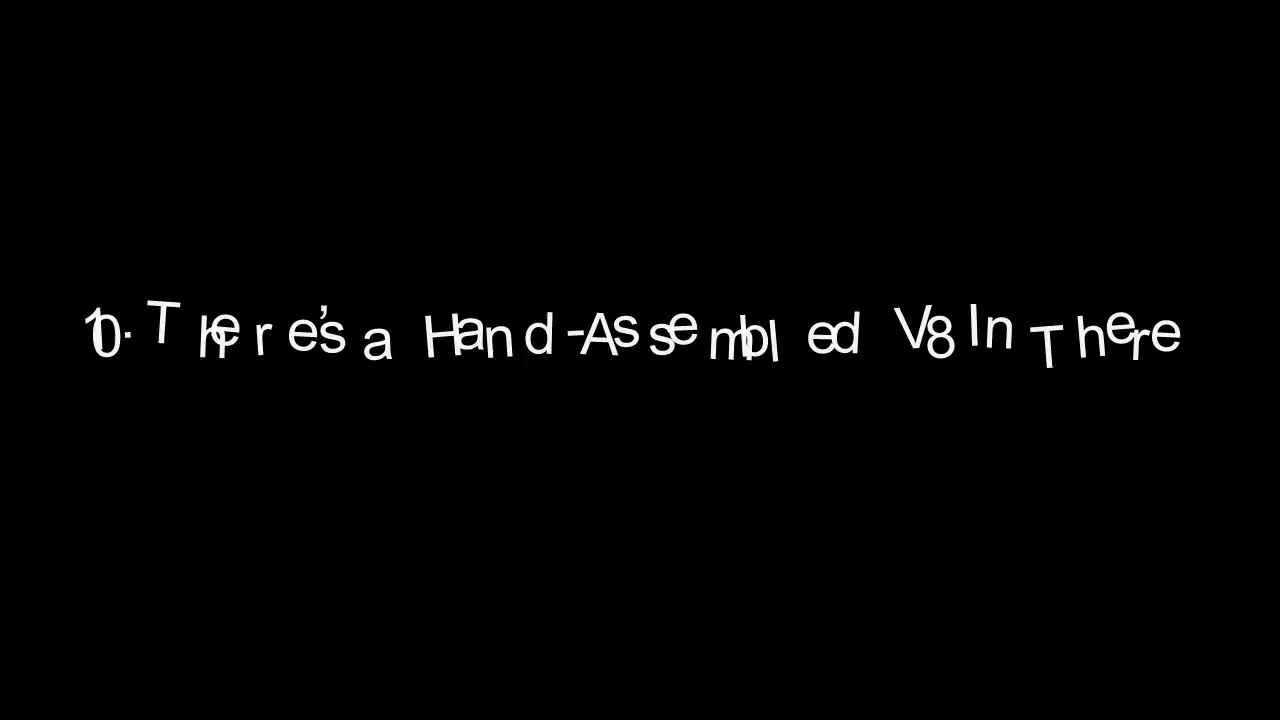 10. There’s a Hand-Assembled V8 In There